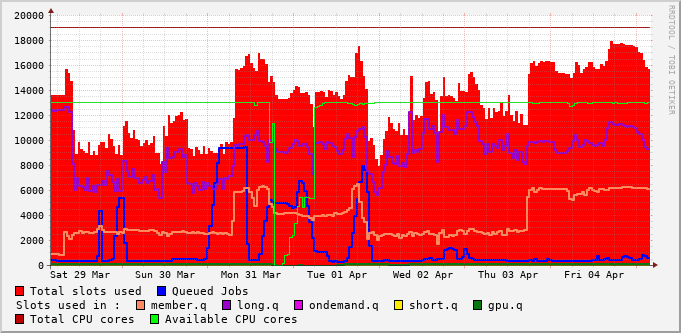 20000
18000
16000
14000
12000
10000
8000
6000
4000
2000
0
Sat 29 Mar Sun 30 Mar Mon 31 Mar Tue 01 Apr Wed 02 Apr Thu 03 Apr Fri 04 Apr
Total slots used Queued Jobs
Slots used in : member.q long.q ondemand.q short.q gpu.q
Total CPU cores Available CPU cores
RRDTOOL / TOBI OETIKER